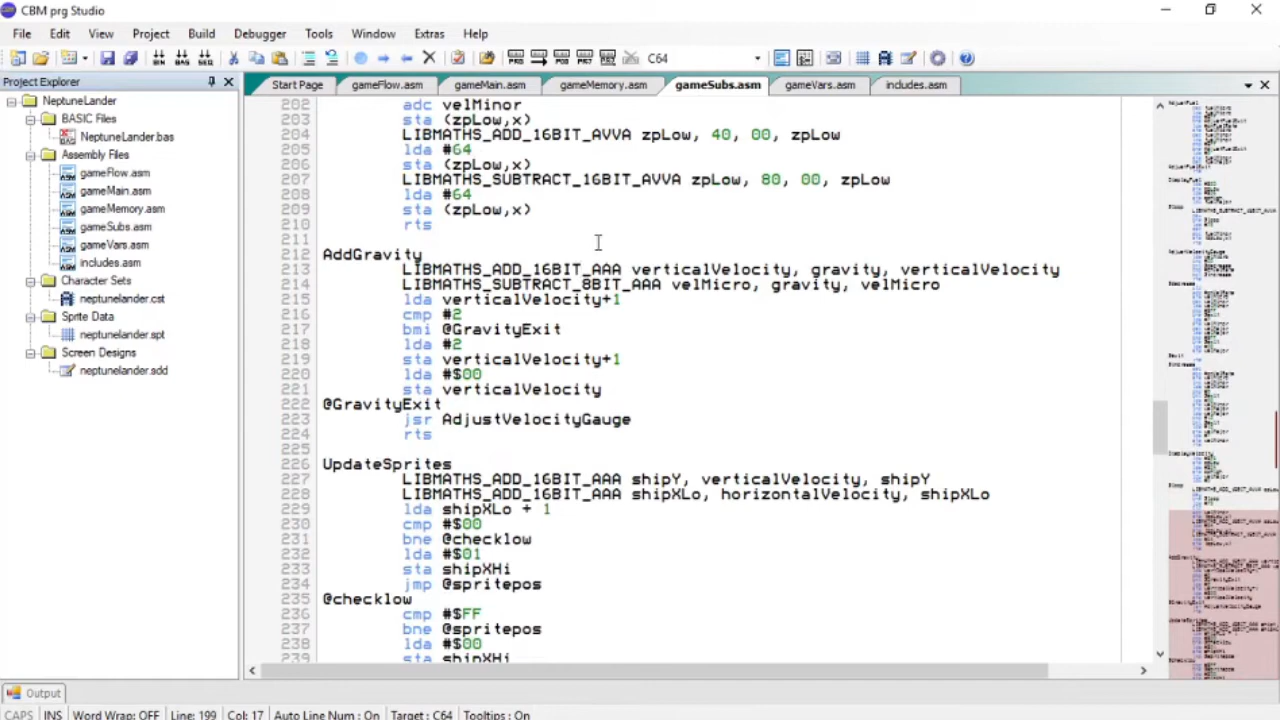 CBM prg Studio
File Edit View Project Build Debugger Tools Window Extras Help
C64
Project Explorer
Start Page gameFlow.asm gameMain.asm gameMemory.asm gameSubs.asm gameVars.asm includes.asm
NeptuneLander
BASIC Files
NeptuneLander.bas
Assembly Files
gameFlow.asm
gameMain.asm
gameMemory.asm
gameSubs.asm
gameVars.asm
includes.asm
Character Sets
neptunelander.cst
Sprite Data
neptunelander.spt
Screen Designs
neptunelander.sdd
202 adc velMinor
203 sta (zpLow,x)
204 LIBMATHS_ADD_16BIT_AVVA zpLow, 40, 00, zpLow
205 lda #64
206 sta (zpLow,x)
207 LIBMATHS_SUBTRACT_16BIT_AVVA zpLow, 80, 00, zpLow
208 lda #64
209 sta (zpLow,x)
210 rts
211
212 AddGravity
213 LIBMATHS_ADD_16BIT_AAA verticalVelocity, gravity, verticalVelocity
214 LIBMATHS_SUBTRACT_8BIT_AAA velMicro, gravity, velMicro
215 lda verticalVelocity+1
216 cmp #2
217 bmi @GravityExit
218 lda #2
219 sta verticalVelocity+1
220 lda #$00
221 sta verticalVelocity
222 @GravityExit
223 jsr AdjustVelocityGauge
224 rts
225
226 UpdateSprites
227 LIBMATHS_ADD_16BIT_AAA shipY, verticalVelocity, shipY
228 LIBMATHS_ADD_16BIT_AAA shipXLo, horizontalVelocity, shipXLo
229 lda shipXLo + 1
230 cmp #$00
231 bne @checklow
232 lda #$01
233 sta shipXHi
234 jmp @spritepos
235 @checklow
236 cmp #$FF
237 bne @spritepos
238 lda #$00
239 sta shipXHi
Output
CAPS INS Word Wrap: OFF Line: 199 Col: 17 Auto Line Num : On Target : C64 Tooltips : On